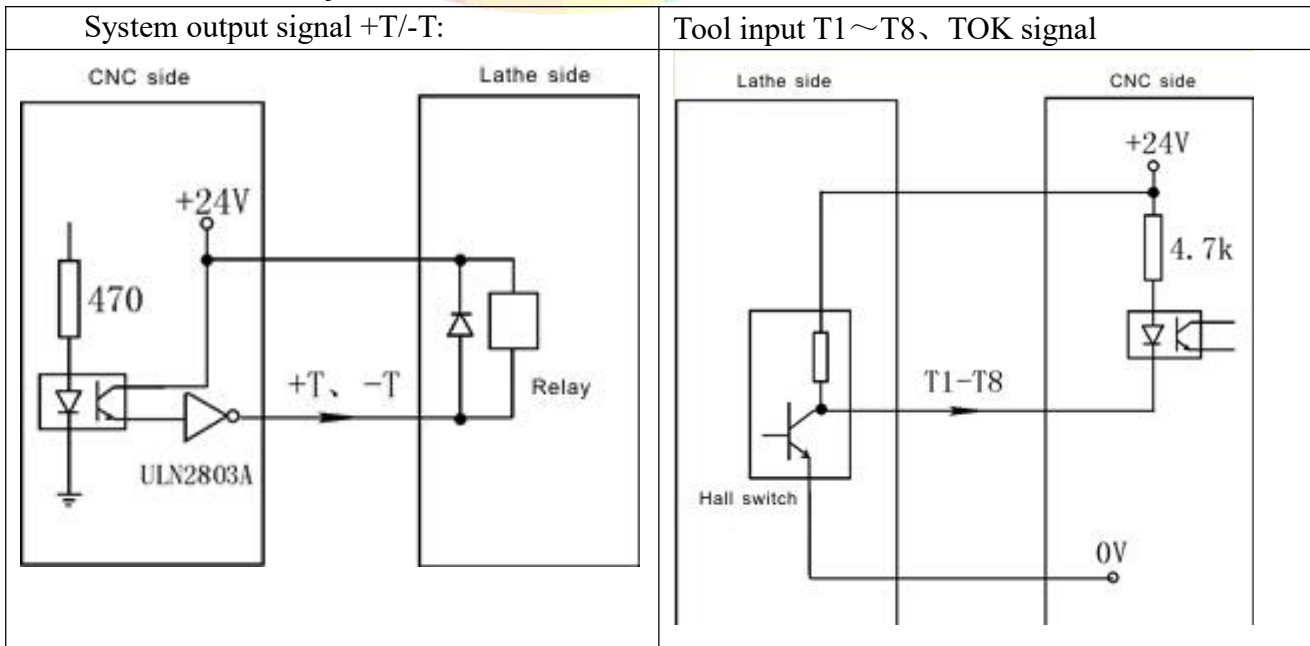 System output signal +T/-T:
Tool input T1～T8、TOK signal
CNC side
Lathe side
+24V
470
+T、-T
Relay
ULN2803A
Lathe side
CNC side
+24V
4.7k
T1-T8
Hall switch
0V